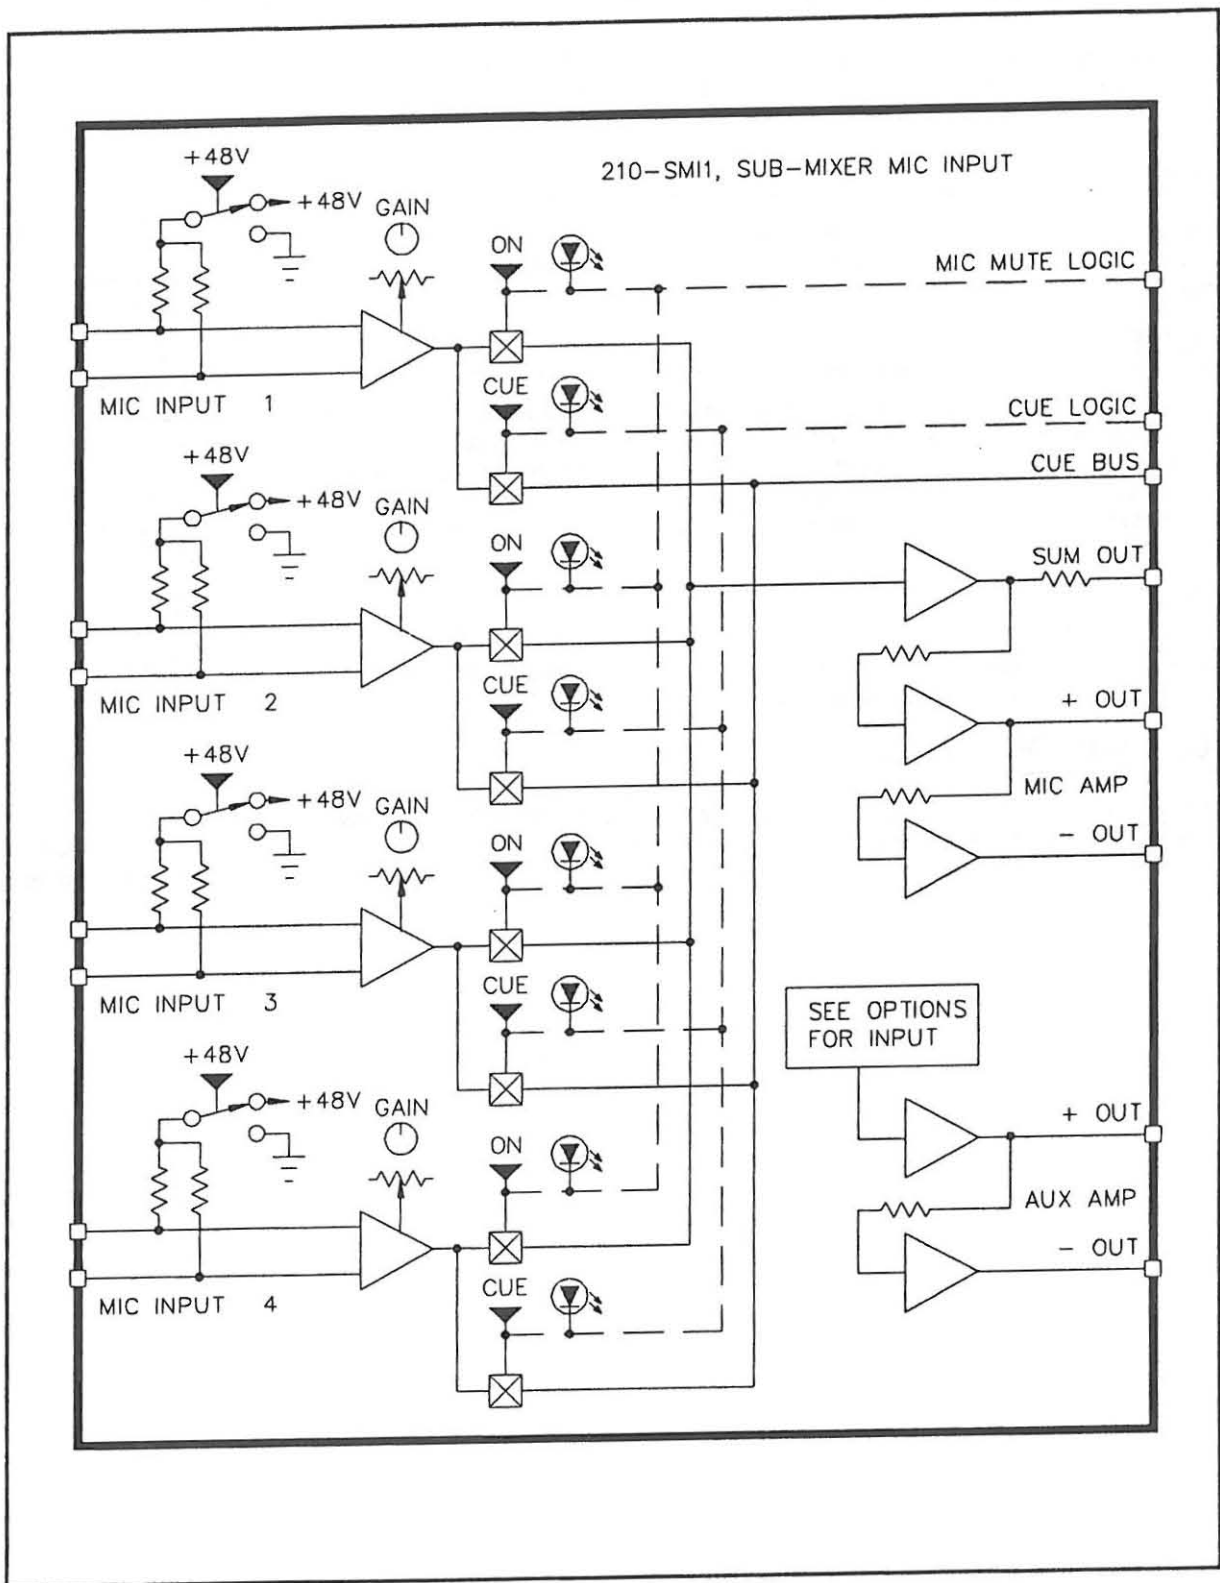 210-SMI1, SUB-MIXER MIC INPUT
+48V
+48V
GAIN
ON
CUE
MIC INPUT 1
+48V
+48V
GAIN
ON
CUE
MIC INPUT 2
+48V
+48V
GAIN
ON
CUE
MIC INPUT 3
+48V
+48V
GAIN
ON
CUE
MIC INPUT 4
MIC MUTE LOGIC
CUE LOGIC
CUE BUS
SUM OUT
+ OUT
MIC AMP
- OUT
SEE OPTIONS
FOR INPUT
+ OUT
AUX AMP
- OUT